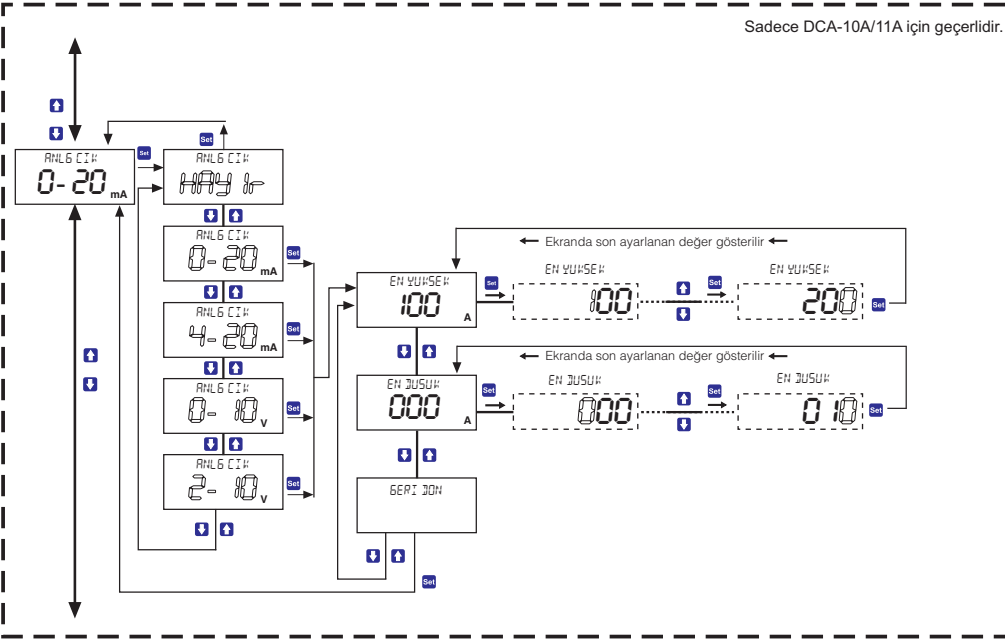 Sadece DCA-10A/11A için geçerlidir.
ANLG CIK
0-20 mA
Set
Set
ANLG CIK
HAYIr
ANLG CIK
0-20 mA
Set
ANLG CIK
4-20 mA
Set
ANLG CIK
0-10 V
Set
ANLG CIK
2-10 V
Set
Ekranda son ayarlanan değer gösterilir
EN YUKSEK
100 A
Set
EN YUKSEK
100
Set
EN YUKSEK
200
Set
Ekranda son ayarlanan değer gösterilir
EN DUSUK
000 A
Set
EN DUSUK
000
Set
EN DUSUK
010
Set
GERI DON
Set